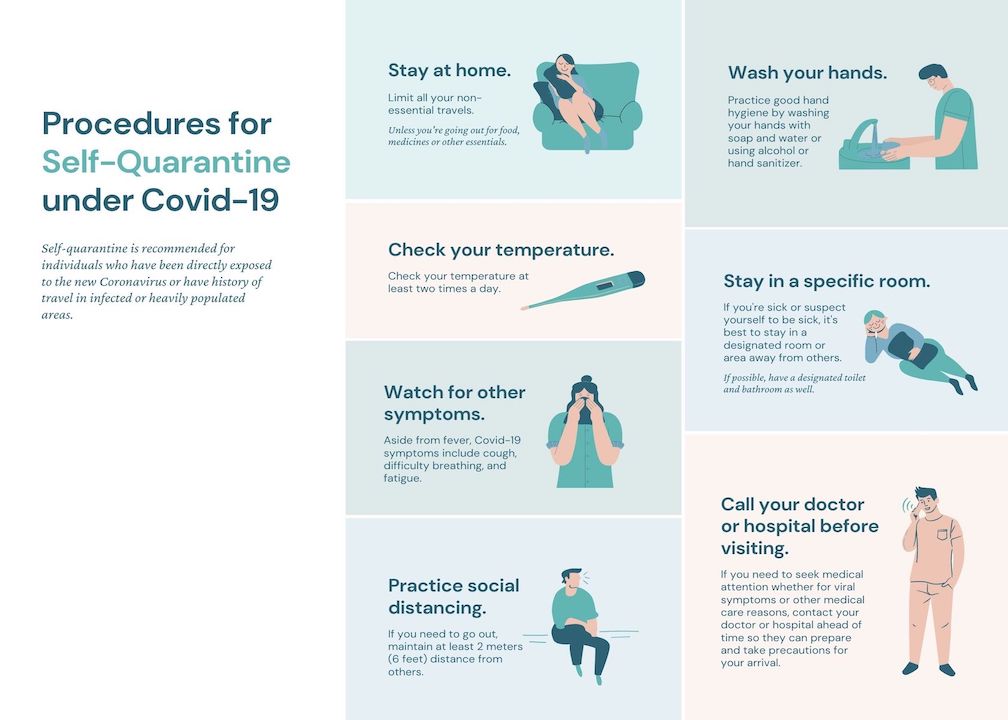 Procedures for
Self-Quarantine
under Covid-19
Self-quarantine is recommended for
individuals who have been directly exposed
to the new Coronavirus or have history of
travel in infected or heavily populated
areas.
Stay at home.
Limit all your non-
essential travels.
Unless you're going out for food,
medicines or other essentials.
Check your temperature.
Check your temperature at
least two times a day.
Watch for other
symptoms.
Aside from fever, Covid-19
symptoms include cough,
difficulty breathing, and
fatigue.
Practice social
distancing.
If you need to go out,
maintain at least 2 meters
(6 feet) distance from
others.
Wash your hands.
Practice good hand
hygiene by washing
your hands with
soap and water or
using alcohol or
hand sanitizer.
Stay in a specific room.
If you're sick or suspect
yourself to be sick, it's
best to stay in a
designated room or
area away from others.
If possible, have a designated toilet
and bathroom as well.
Call your doctor
or hospital before
visiting.
If you need to seek medical
attention whether for viral
symptoms or other medical
care reasons, contact your
doctor or hospital ahead of
time so they can prepare
and take precautions for
your arrival.